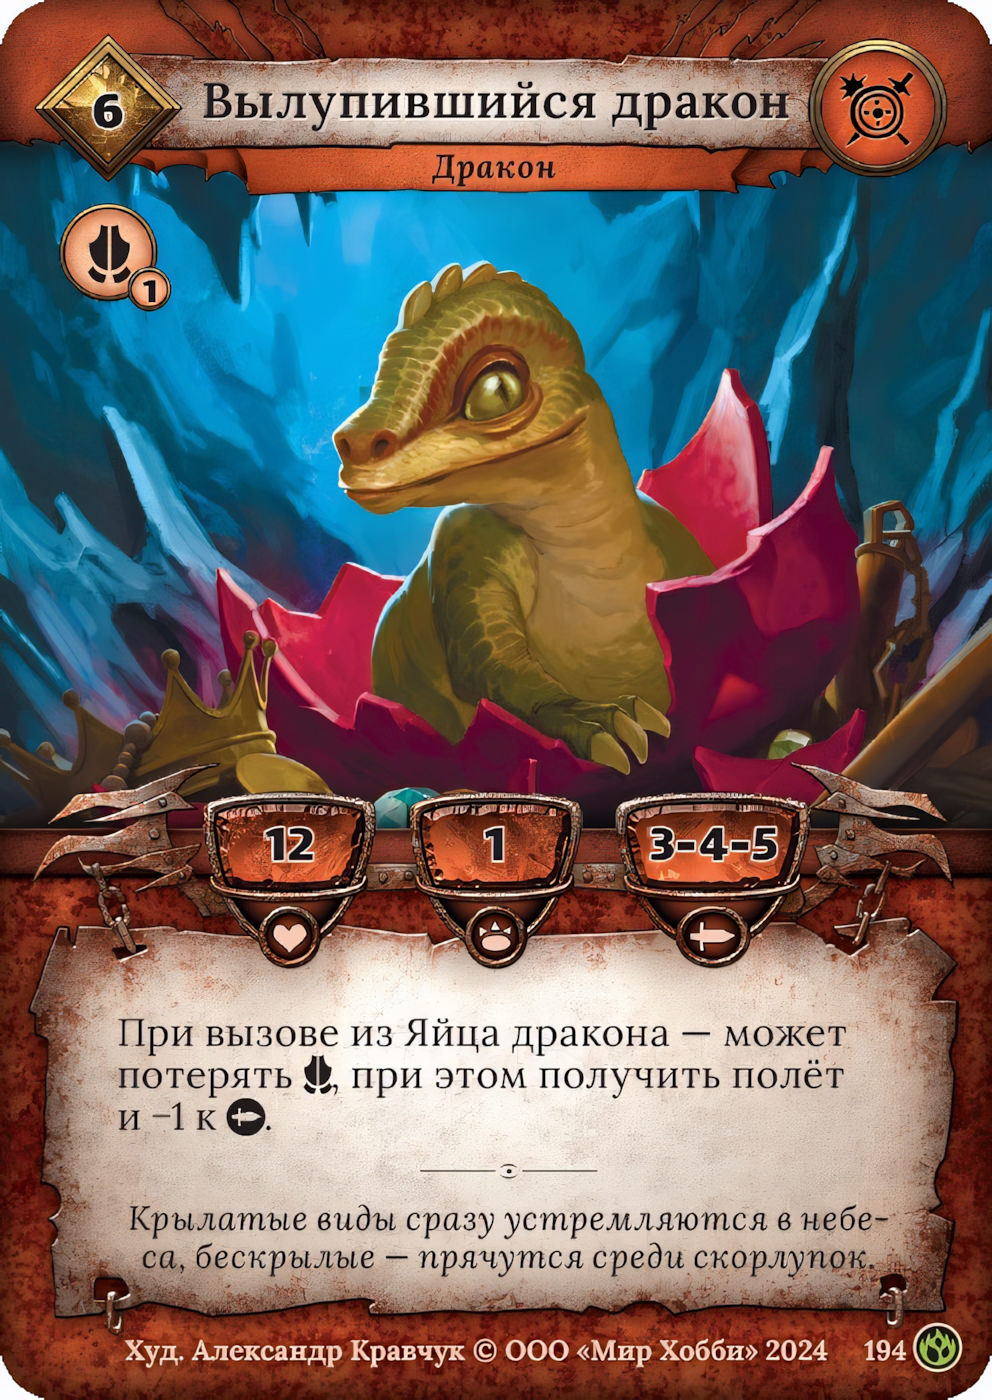 6
Вылупившийся дракон
Дракон
1
12
1
3-4-5
При вызове из Яйца дракона — может
потерять , при этом получить полёт
и −1 к .
Крылатые виды сразу устремляются в небе-
са, бескрылые — прячутся среди скорлупок.
Худ. Александр Кравчук © ООО «Мир Хобби» 2024 194